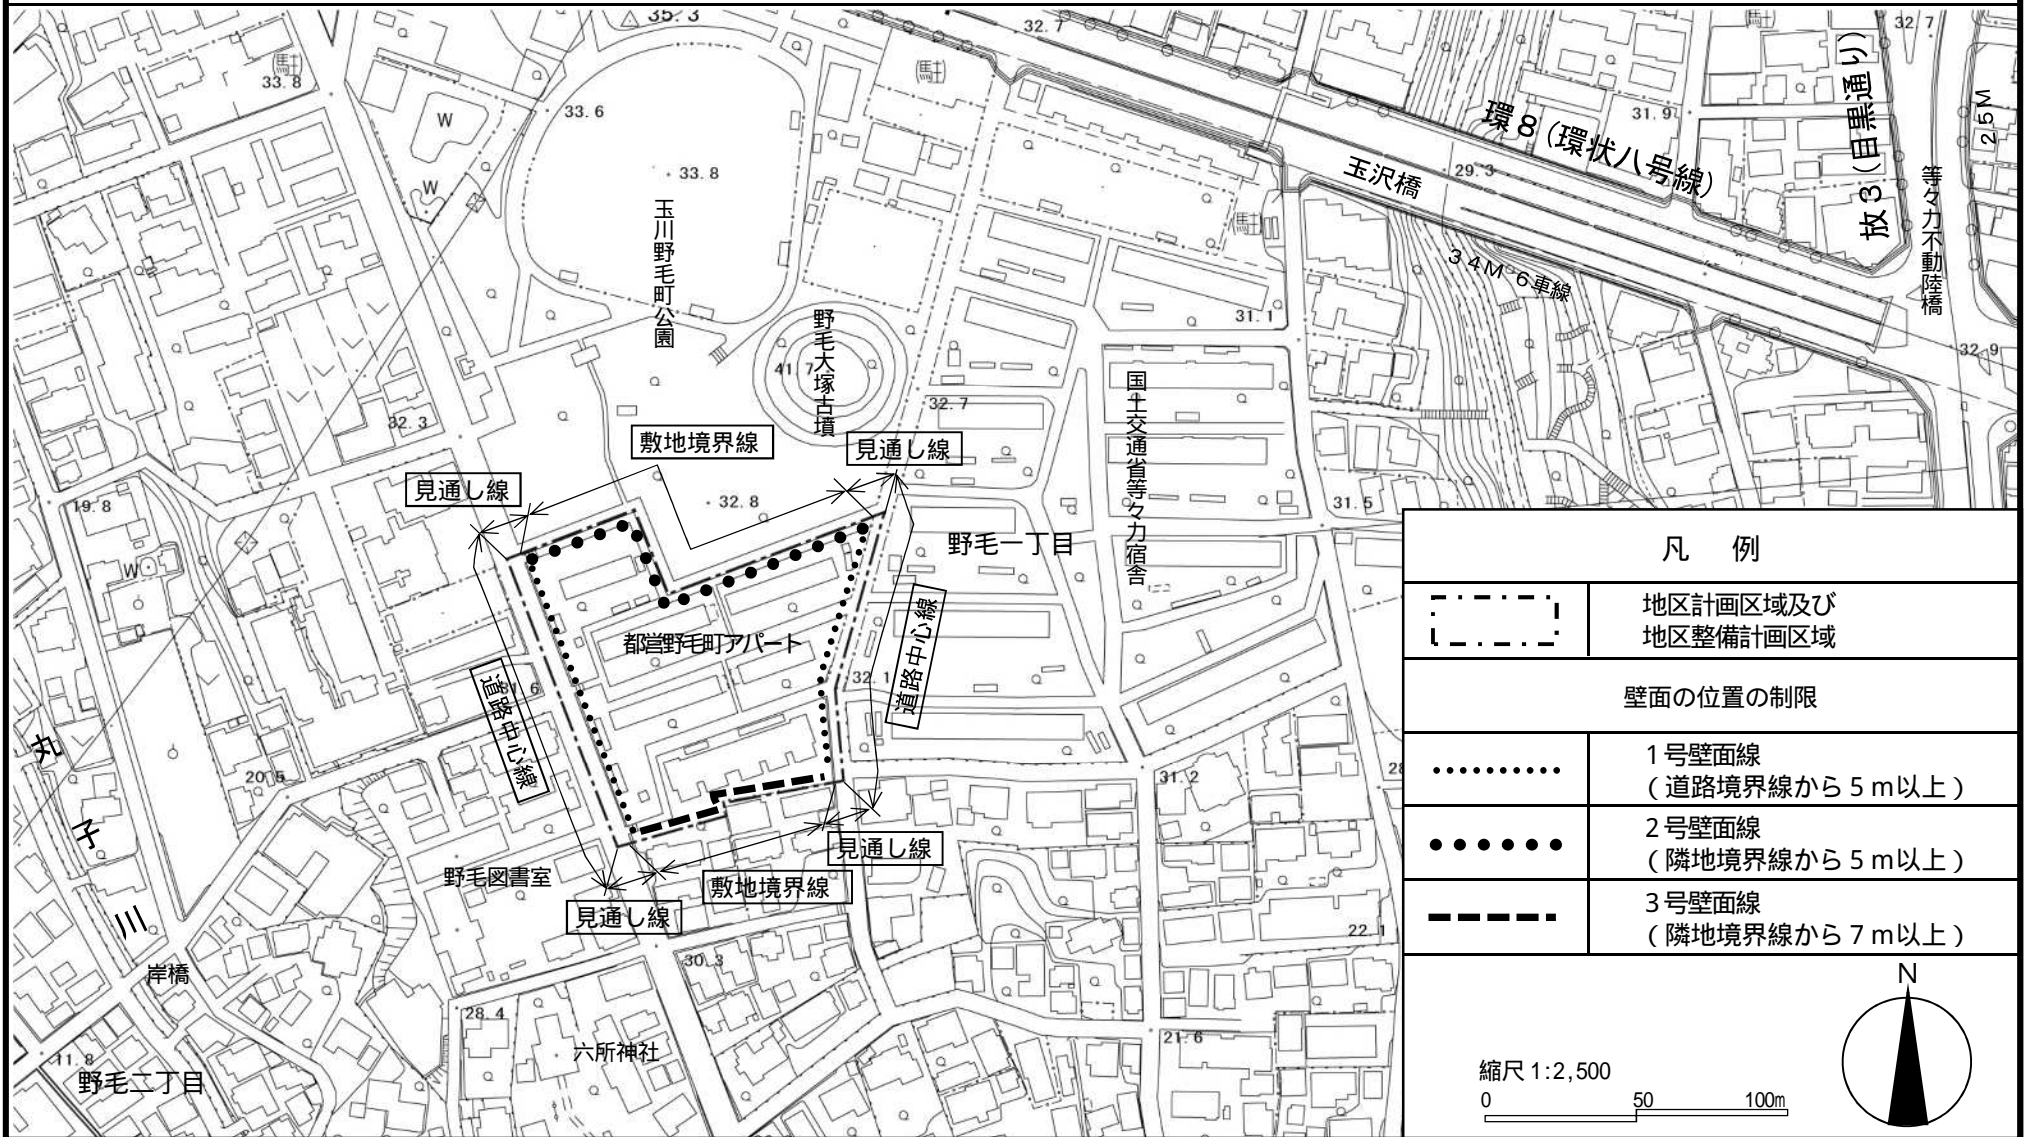 35.3
32.7
32.7
33.8
33.6
W
W
33.8
玉川野毛町公園
環8(環状八号線)
31.9
放3(目黒通り)
25M
玉沢橋
29.3
等々力不動陸橋
34M 6車線
31.1
野毛大塚古墳
41.7
32.9
32.7
32.3
国土交通省等々力宿舎
敷地境界線
見通し線
見通し線
19.8
32.8
31.5
野毛一丁目
W
都営野毛町アパート
道路中心線
道路中心線
32.1
31.6
丸子川
20.5
31.2
28
見通し線
野毛図書室
敷地境界線
見通し線
22.1
30.3
岸橋
28.4
21.6
六所神社
11.8
野毛二丁目
凡 例
地区計画区域及び
地区整備計画区域
壁面の位置の制限
1号壁面線
(道路境界線から5m以上)
2号壁面線
(隣地境界線から5m以上)
3号壁面線
(隣地境界線から7m以上)
N
縮尺1:2,500
0 50 100m